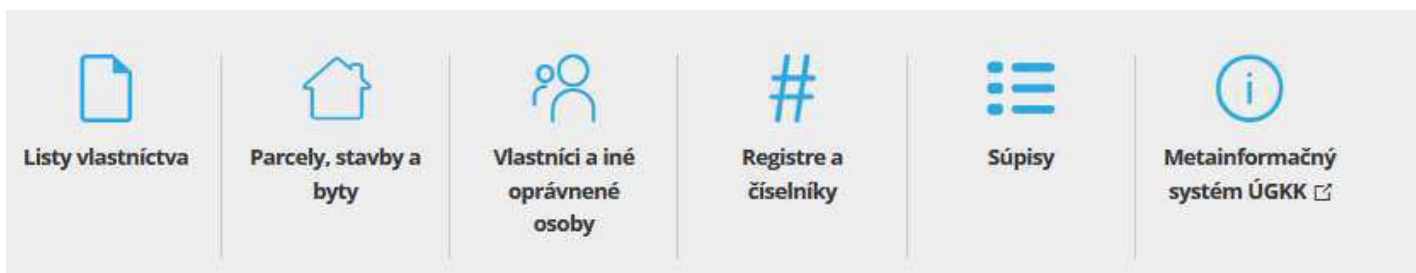 Listy vlastníctva
Parcely, stavby a
byty
Vlastníci a iné
oprávnené
osoby
Registre a
číselníky
Súpisy
Metainformačný
systém ÚGKK